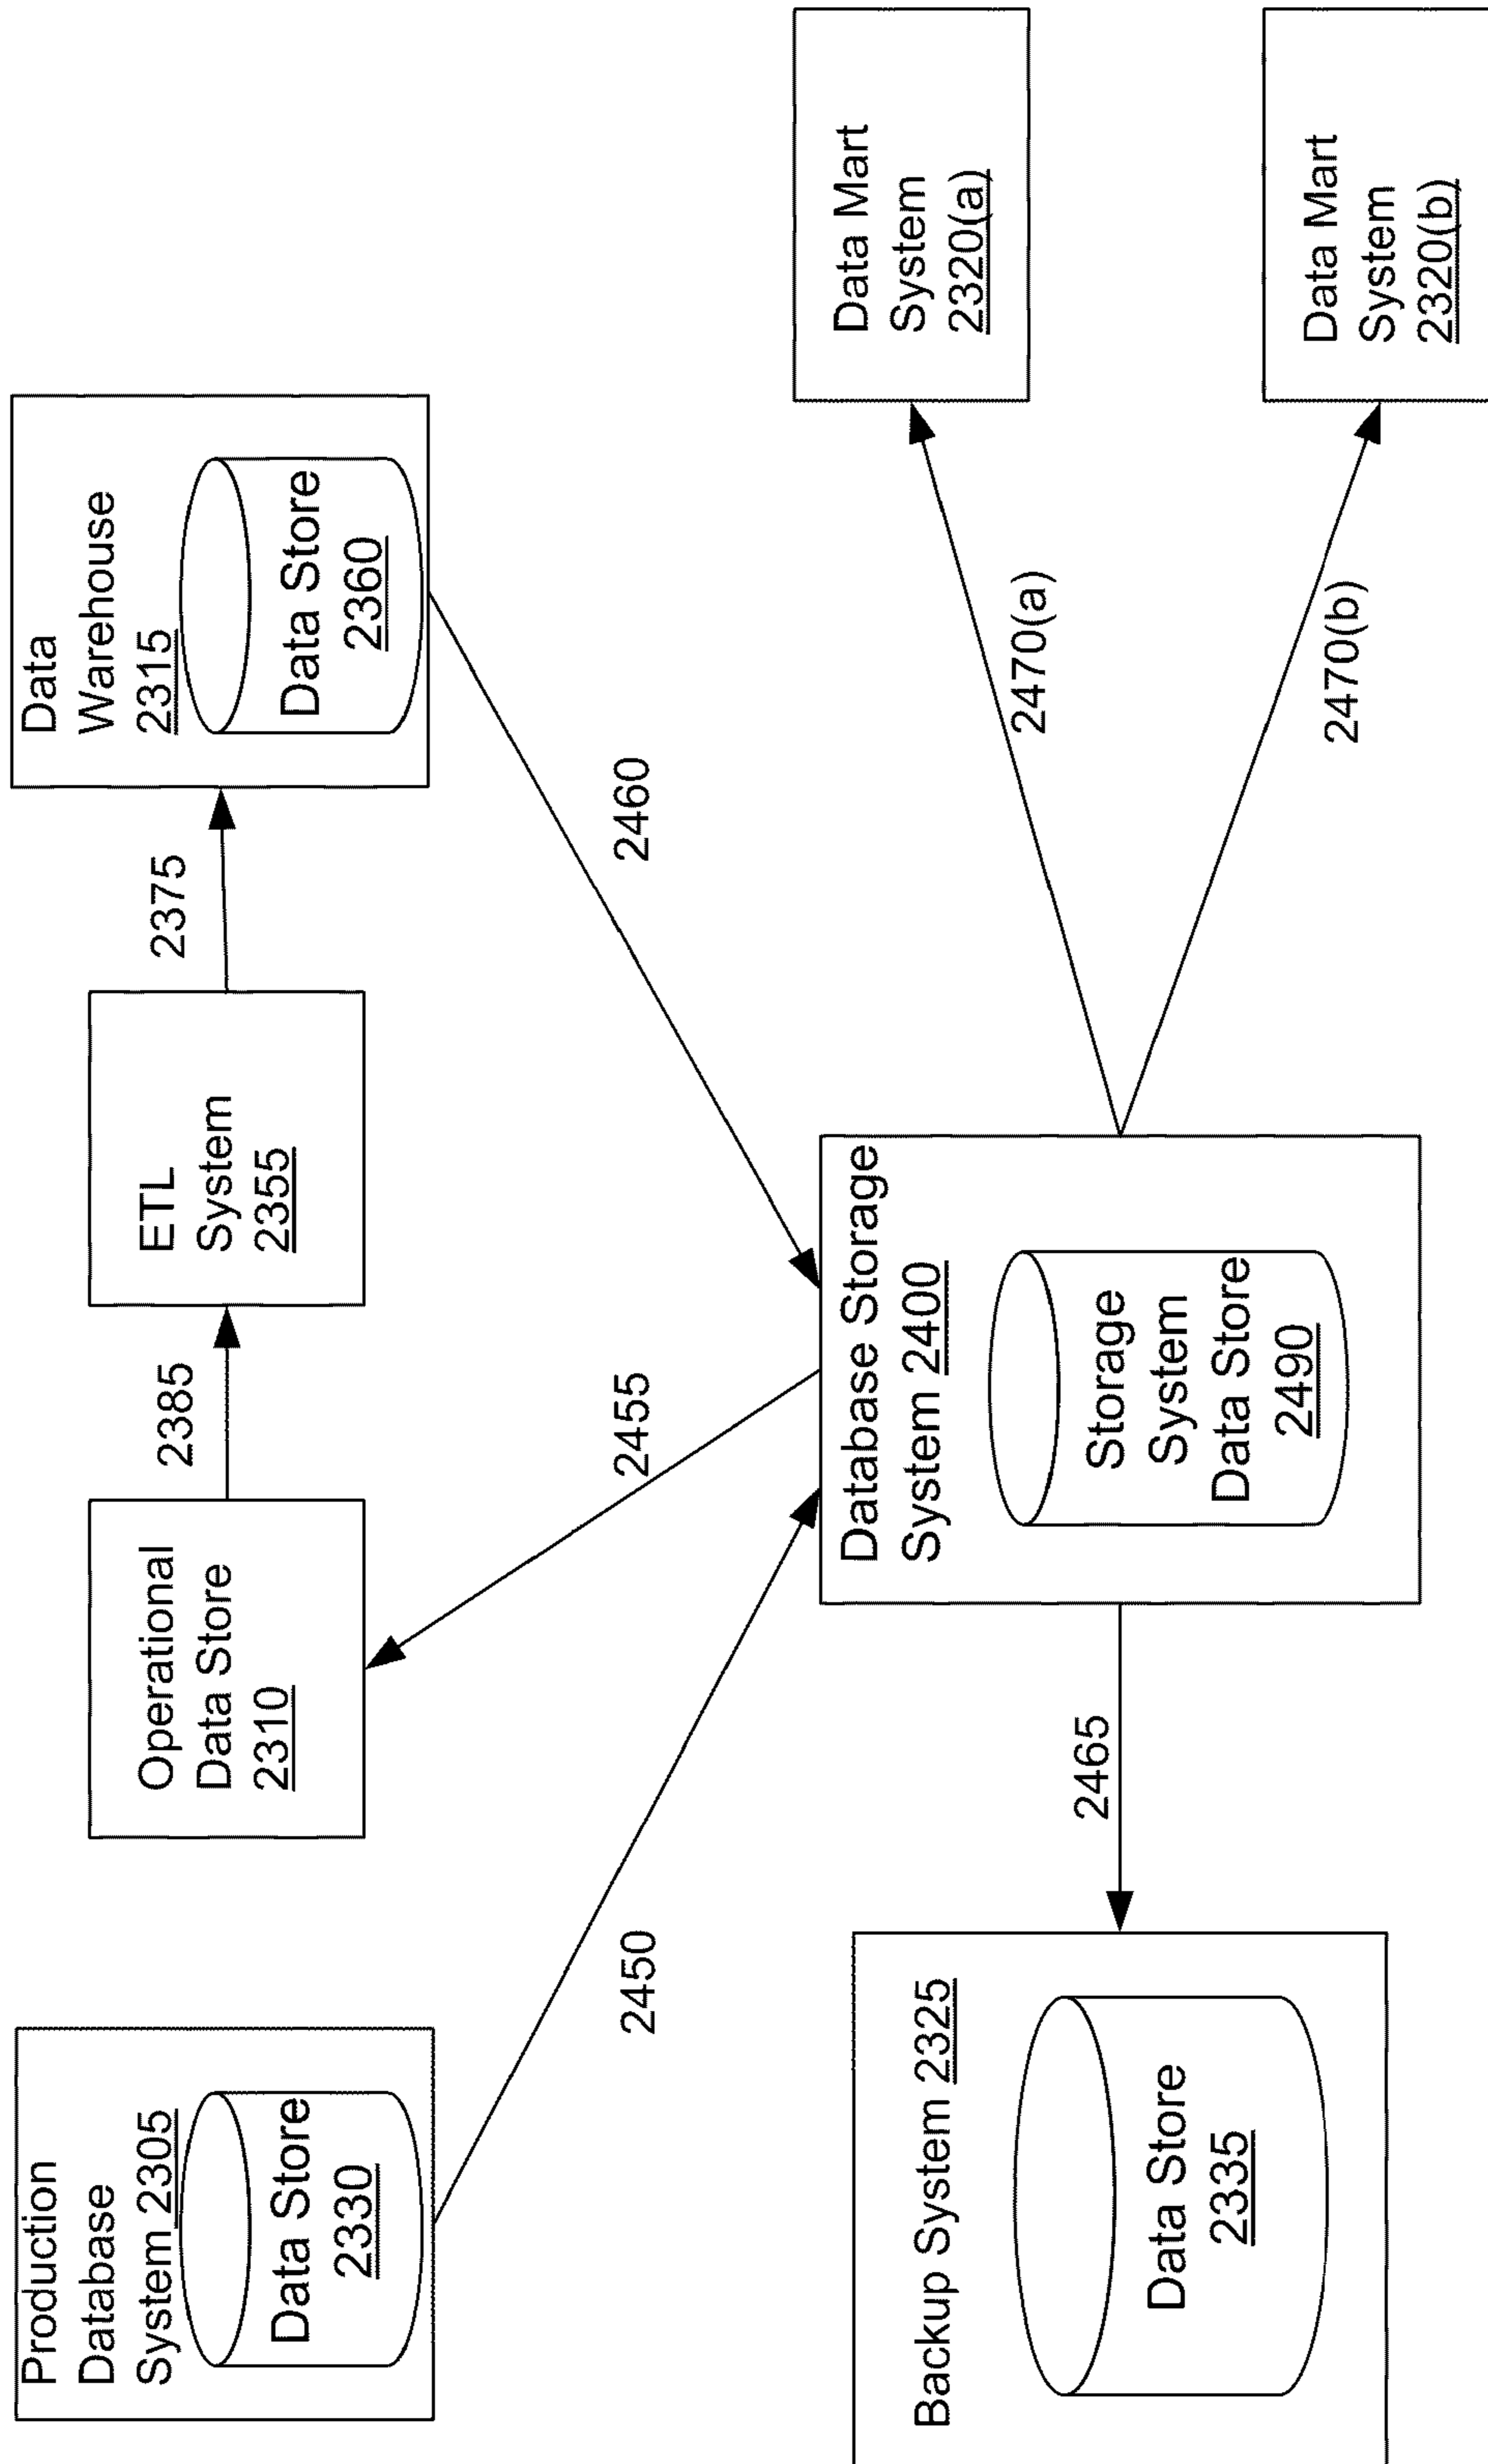 Production
Database
System 2305
Data Store
2330
Operational
Data Store
2310
2385
ETL
System
2355
2375
Data
Warehouse
2315
Data Store
2360
2450
2455
2460
Backup System 2325
Data Store
2335
2465
Database Storage
System 2400
Storage
System
Data Store
2490
2470(a)
2470(b)
Data Mart
System
2320(a)
Data Mart
System
2320(b)